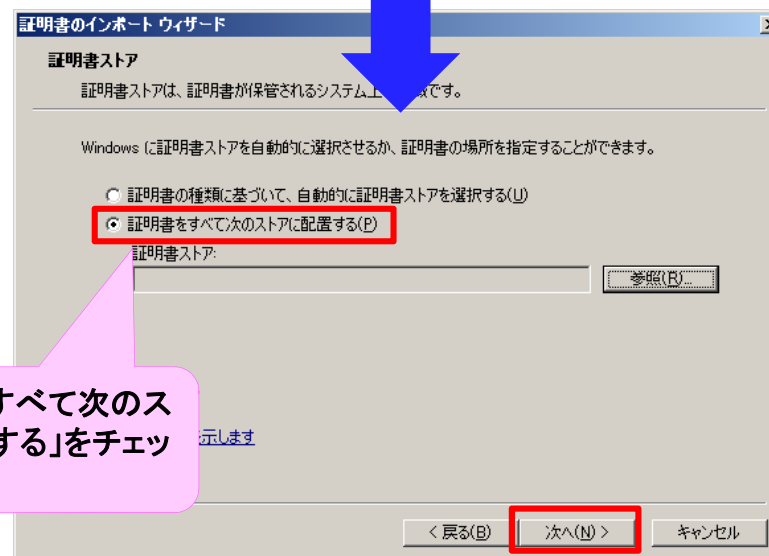 証明書のインポート ウィザード
証明書ストア
証明書ストアは、証明書が保管されるシステム上 です。
Windows に証明書ストアを自動的に選択させるか、証明書の場所を指定することができます。
証明書の種類に基づいて、自動的に証明書ストアを選択する(U)
証明書をすべて次のストアに配置する(P)
証明書ストア:
参照(R)...
すべて次のス
する」をチェッ
示します
< 戻る(B)
次へ(N) >
キャンセル